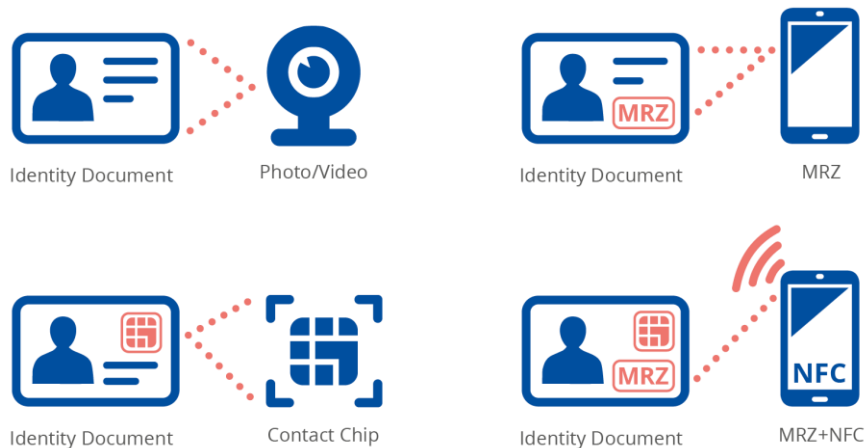 MRZ
Identity Document
Photo/Video
Identity Document
MRZ
MRZ
NFC
Identity Document
Contact Chip
Identity Document
MRZ+NFC